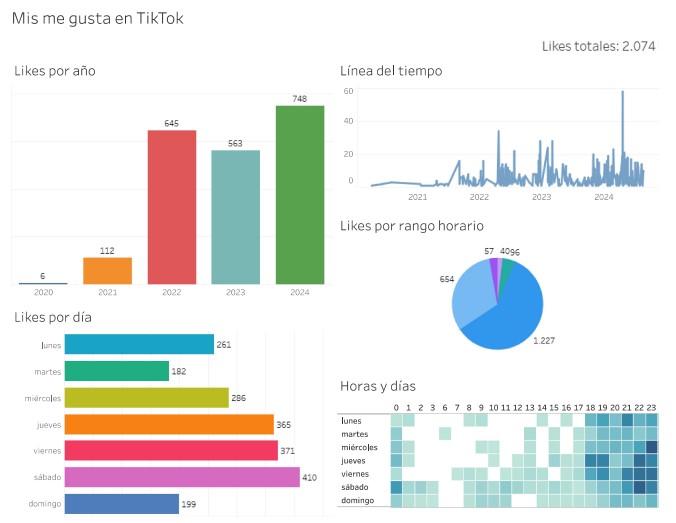 Mis me gusta en TikTok
Likes totales: 2.074
Likes por año
748
645
563
112
6
2020 2021 2022 2023 2024
Línea del tiempo
60
40
20
0
2021 2022 2023 2024
Likes por rango horario
57 40 96
654
1.227
Likes por día
lunes 261
martes 182
miércoles 286
jueves 365
viernes 371
sábado 410
domingo 199
Horas y días
0 1 2 3 6 7 8 9 10 11 12 13 14 15 16 17 18 19 20 21 22 23
lunes
martes
miércoles
jueves
viernes
sábado
domingo